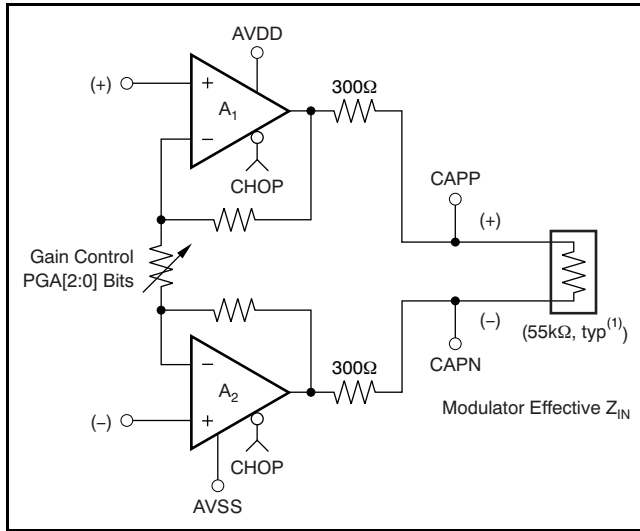 AVDD
(+)
+
A1
−
300Ω
CHOP
CAPP
(+)
Gain Control
PGA[2:0] Bits
(−)
(55kΩ, typ(1))
CAPN
300Ω
−
A2
+
(−)
Modulator Effective ZIN
CHOP
AVSS